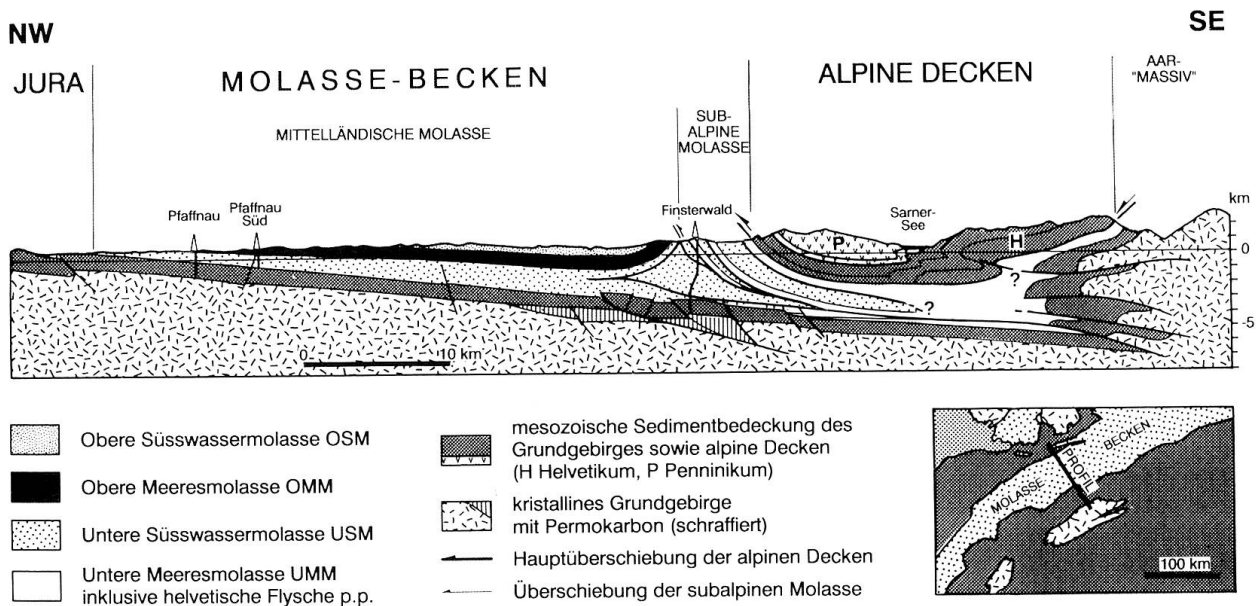 NW
SE
JURA
MOLASSE-BECKEN
ALPINE DECKEN
AAR-
"MASSIV"
MITTELLÄNDISCHE MOLASSE
SUB-
ALPINE
MOLASSE
Pfaffnau
Pfaffnau
Süd
Finsterwald
Sarner-
See
km
P
H
0
?
?
-5
0
10 km
Obere Süsswassermolasse OSM
Obere Meeresmolasse OMM
Untere Süsswassermolasse USM
Untere Meeresmolasse UMM
inklusive helvetische Flysche p.p.
mesozoische Sedimentbedeckung des
Grundgebirges sowie alpine Decken
(H Helvetikum, P Penninikum)
kristallines Grundgebirge
mit Permokarbon (schraffiert)
Hauptüberschiebung der alpinen Decken
Überschiebung der subalpinen Molasse
MOLASSE
BECKEN
PROFIL
100 km